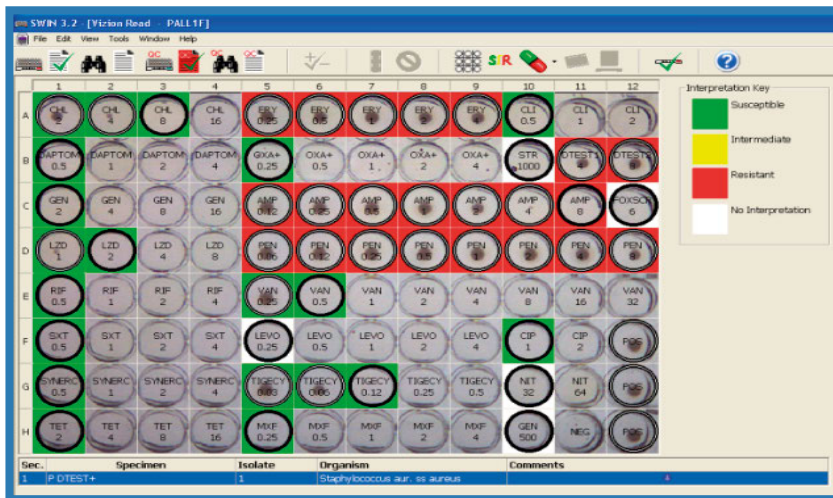 SWIN 3.2 - [Vizion Read - PALL1F]
File Edit View Tools Window Help
QC QC QC SIR
1 2 3 4 5 6 7 8 9 10 11 12
A CHL CHL CHL CHL ERY ERY ERY ERY ERY CLI CLI CLI
2 4 8 16 0.25 0.5 1 2 4 0.5 1 2
B DAPTOM DAPTOM DAPTOM DAPTOM OXA+ OXA+ OXA+ OXA+ OXA+ STR DTEST1 DTEST2
0.5 1 2 4 0.25 0.5 1 2 4 1000 4 8
C GEN GEN GEN GEN AMP AMP AMP AMP AMP AMP AMP FOXSCR
2 4 8 16 0.12 0.25 0.5 1 2 4 8 6
D LZD LZD LZD LZD PEN PEN PEN PEN PEN PEN PEN PEN
1 2 4 8 0.06 0.12 0.25 0.5 1 2 4 8
E RIF RIF RIF RIF VAN VAN VAN VAN VAN VAN VAN VAN
0.5 1 2 4 0.25 0.5 1 2 4 8 16 32
F SXT SXT SXT SXT LEVO LEVO LEVO LEVO LEVO CIP CIP POS
0.5 1 2 4 0.25 0.5 1 2 4 1 2
G SYNERC SYNERC SYNERC SYNERC TIGECY TIGECY TIGECY TIGECY TIGECY NIT NIT POS
0.5 1 2 4 0.03 0.06 0.12 0.25 0.5 32 64
H TET TET TET TET MXF MXF MXF MXF MXF GEN NEG POS
2 4 8 16 0.25 0.5 1 2 4 500
Interpretation Key
Susceptible
Intermediate
Resistant
No Interpretation
Sec. Specimen Isolate Organism Comments
1 P DTEST+ 1 Staphylococcus aur. ss aureus